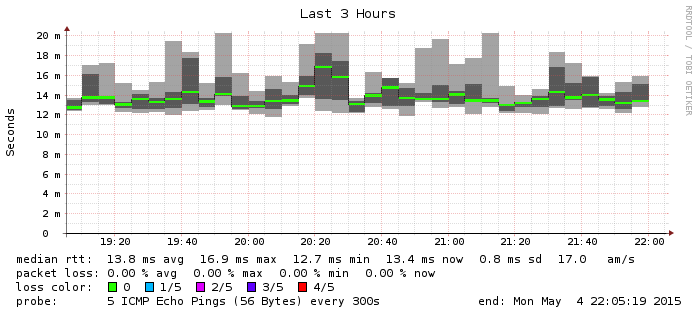 Last 3 Hours
RRDTOOL / TOBI OETIKER
Seconds
20 m
18 m
16 m
14 m
12 m
10 m
8 m
6 m
4 m
2 m
0
19:20 19:40 20:00 20:20 20:40 21:00 21:20 21:40 22:00
median rtt: 13.8 ms avg 16.9 ms max 12.7 ms min 13.4 ms now 0.8 ms sd 17.0 am/s
packet loss: 0.00 % avg 0.00 % max 0.00 % min 0.00 % now
loss color: 0 1/5 2/5 3/5 4/5
probe: 5 ICMP Echo Pings (56 Bytes) every 300s end: Mon May 4 22:05:19 2015